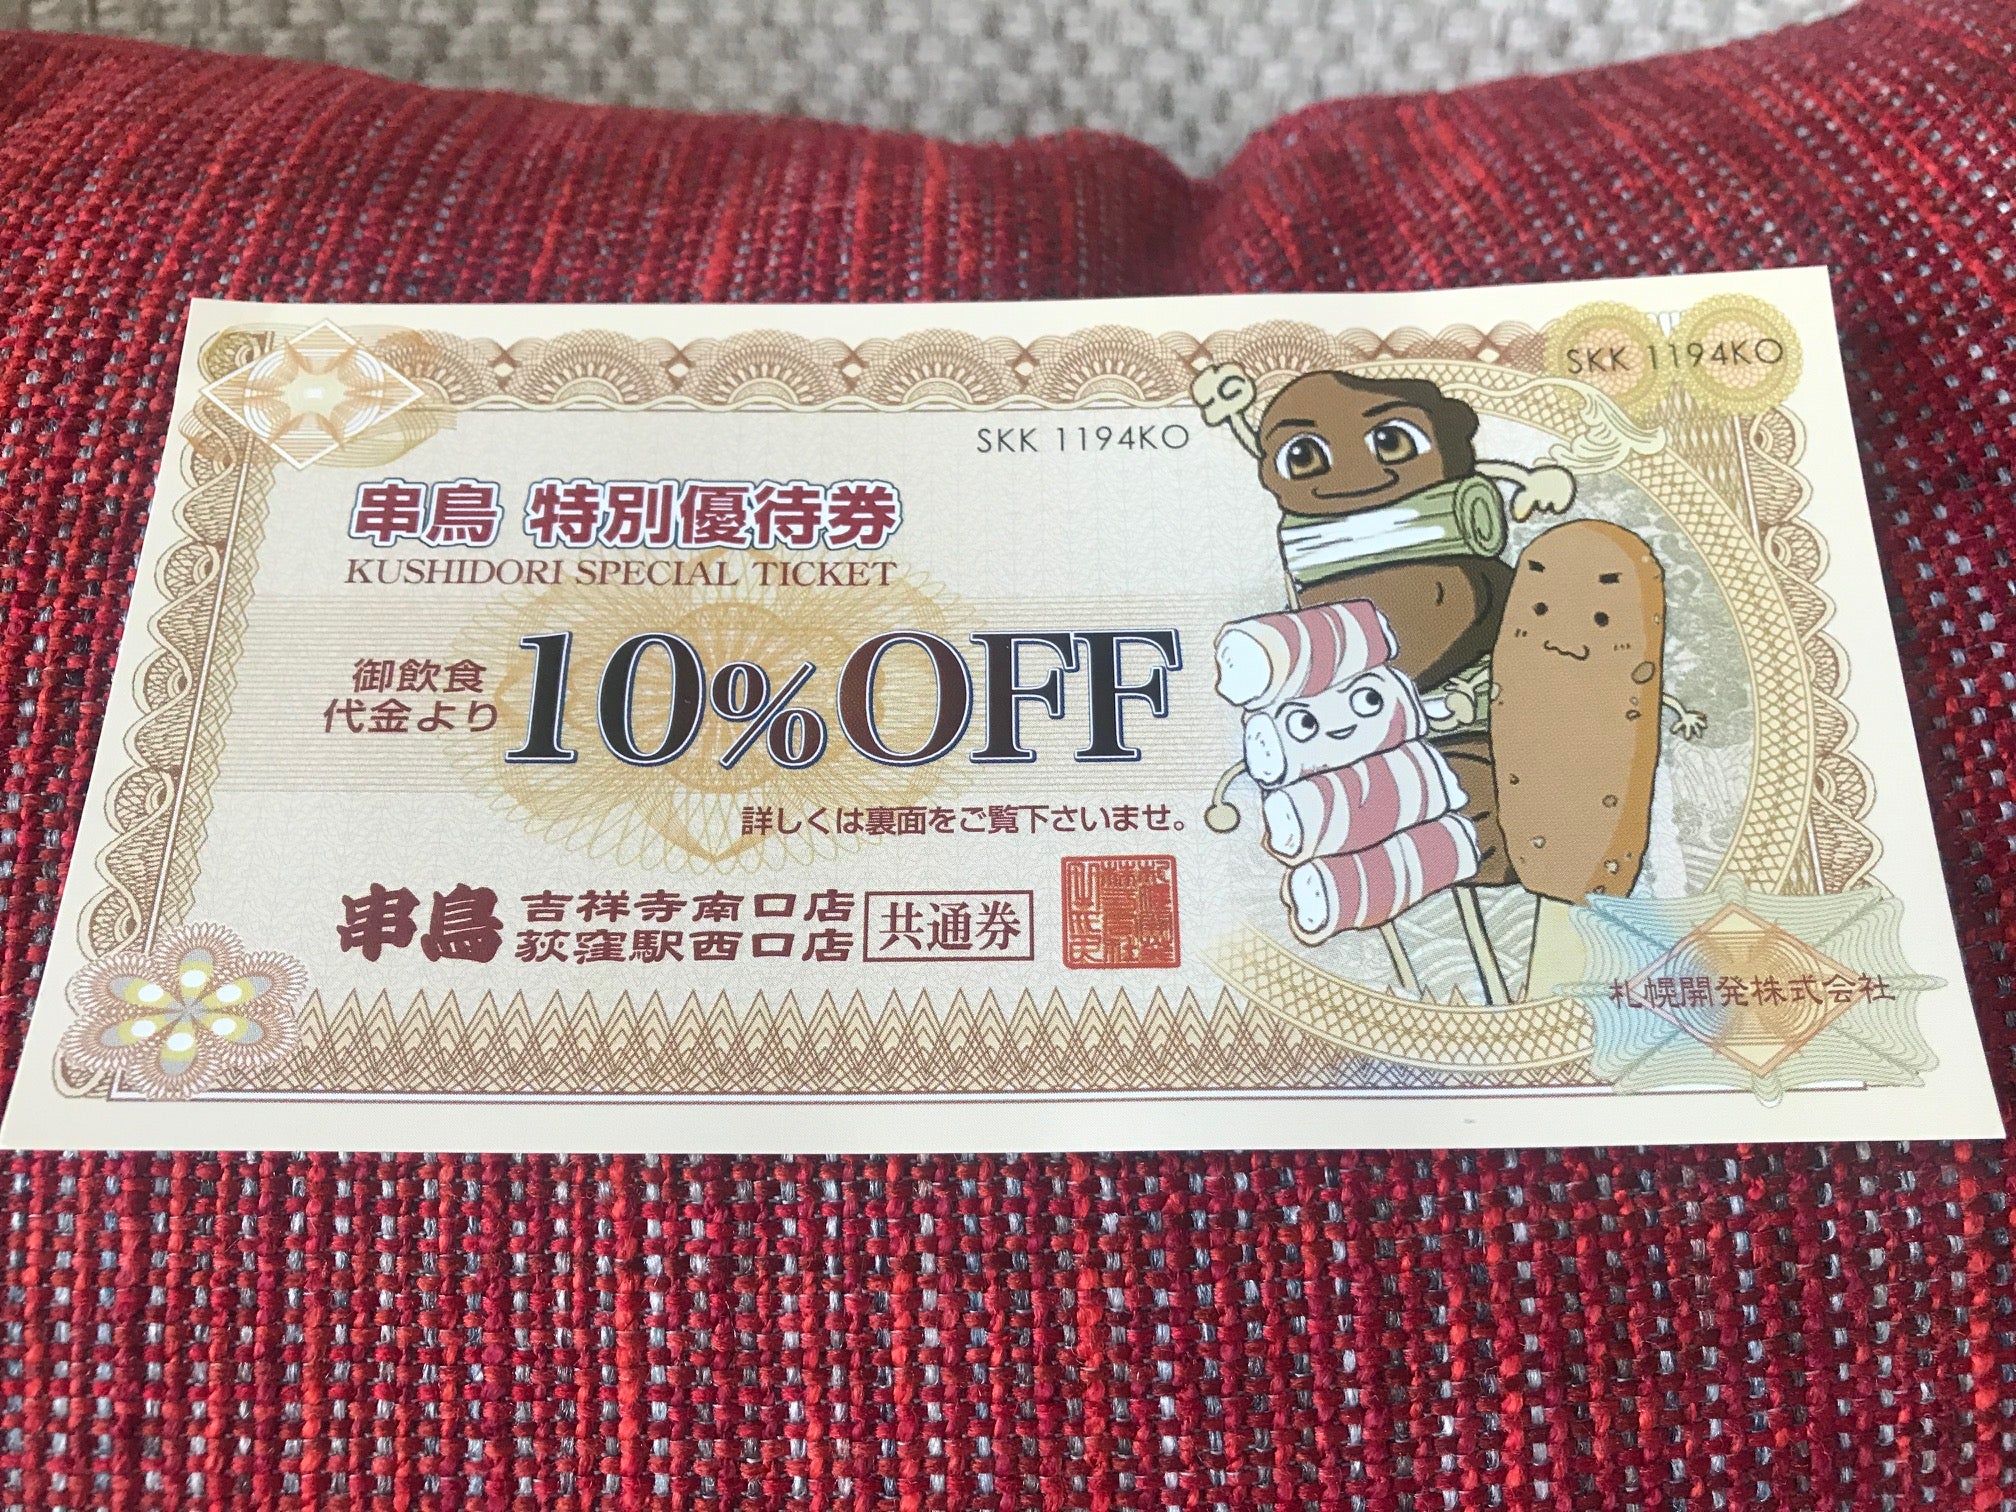 SKK 1194KO
SKK 1194KO
串鳥 特別優待券
KUSHIDORI SPECIAL TICKET
御飲食
代金より
10%OFF
詳しくは裏面をご覧下さいませ。
串鳥 吉祥寺南口店
荻窪駅西口店
共通券
札幌開発株式会社